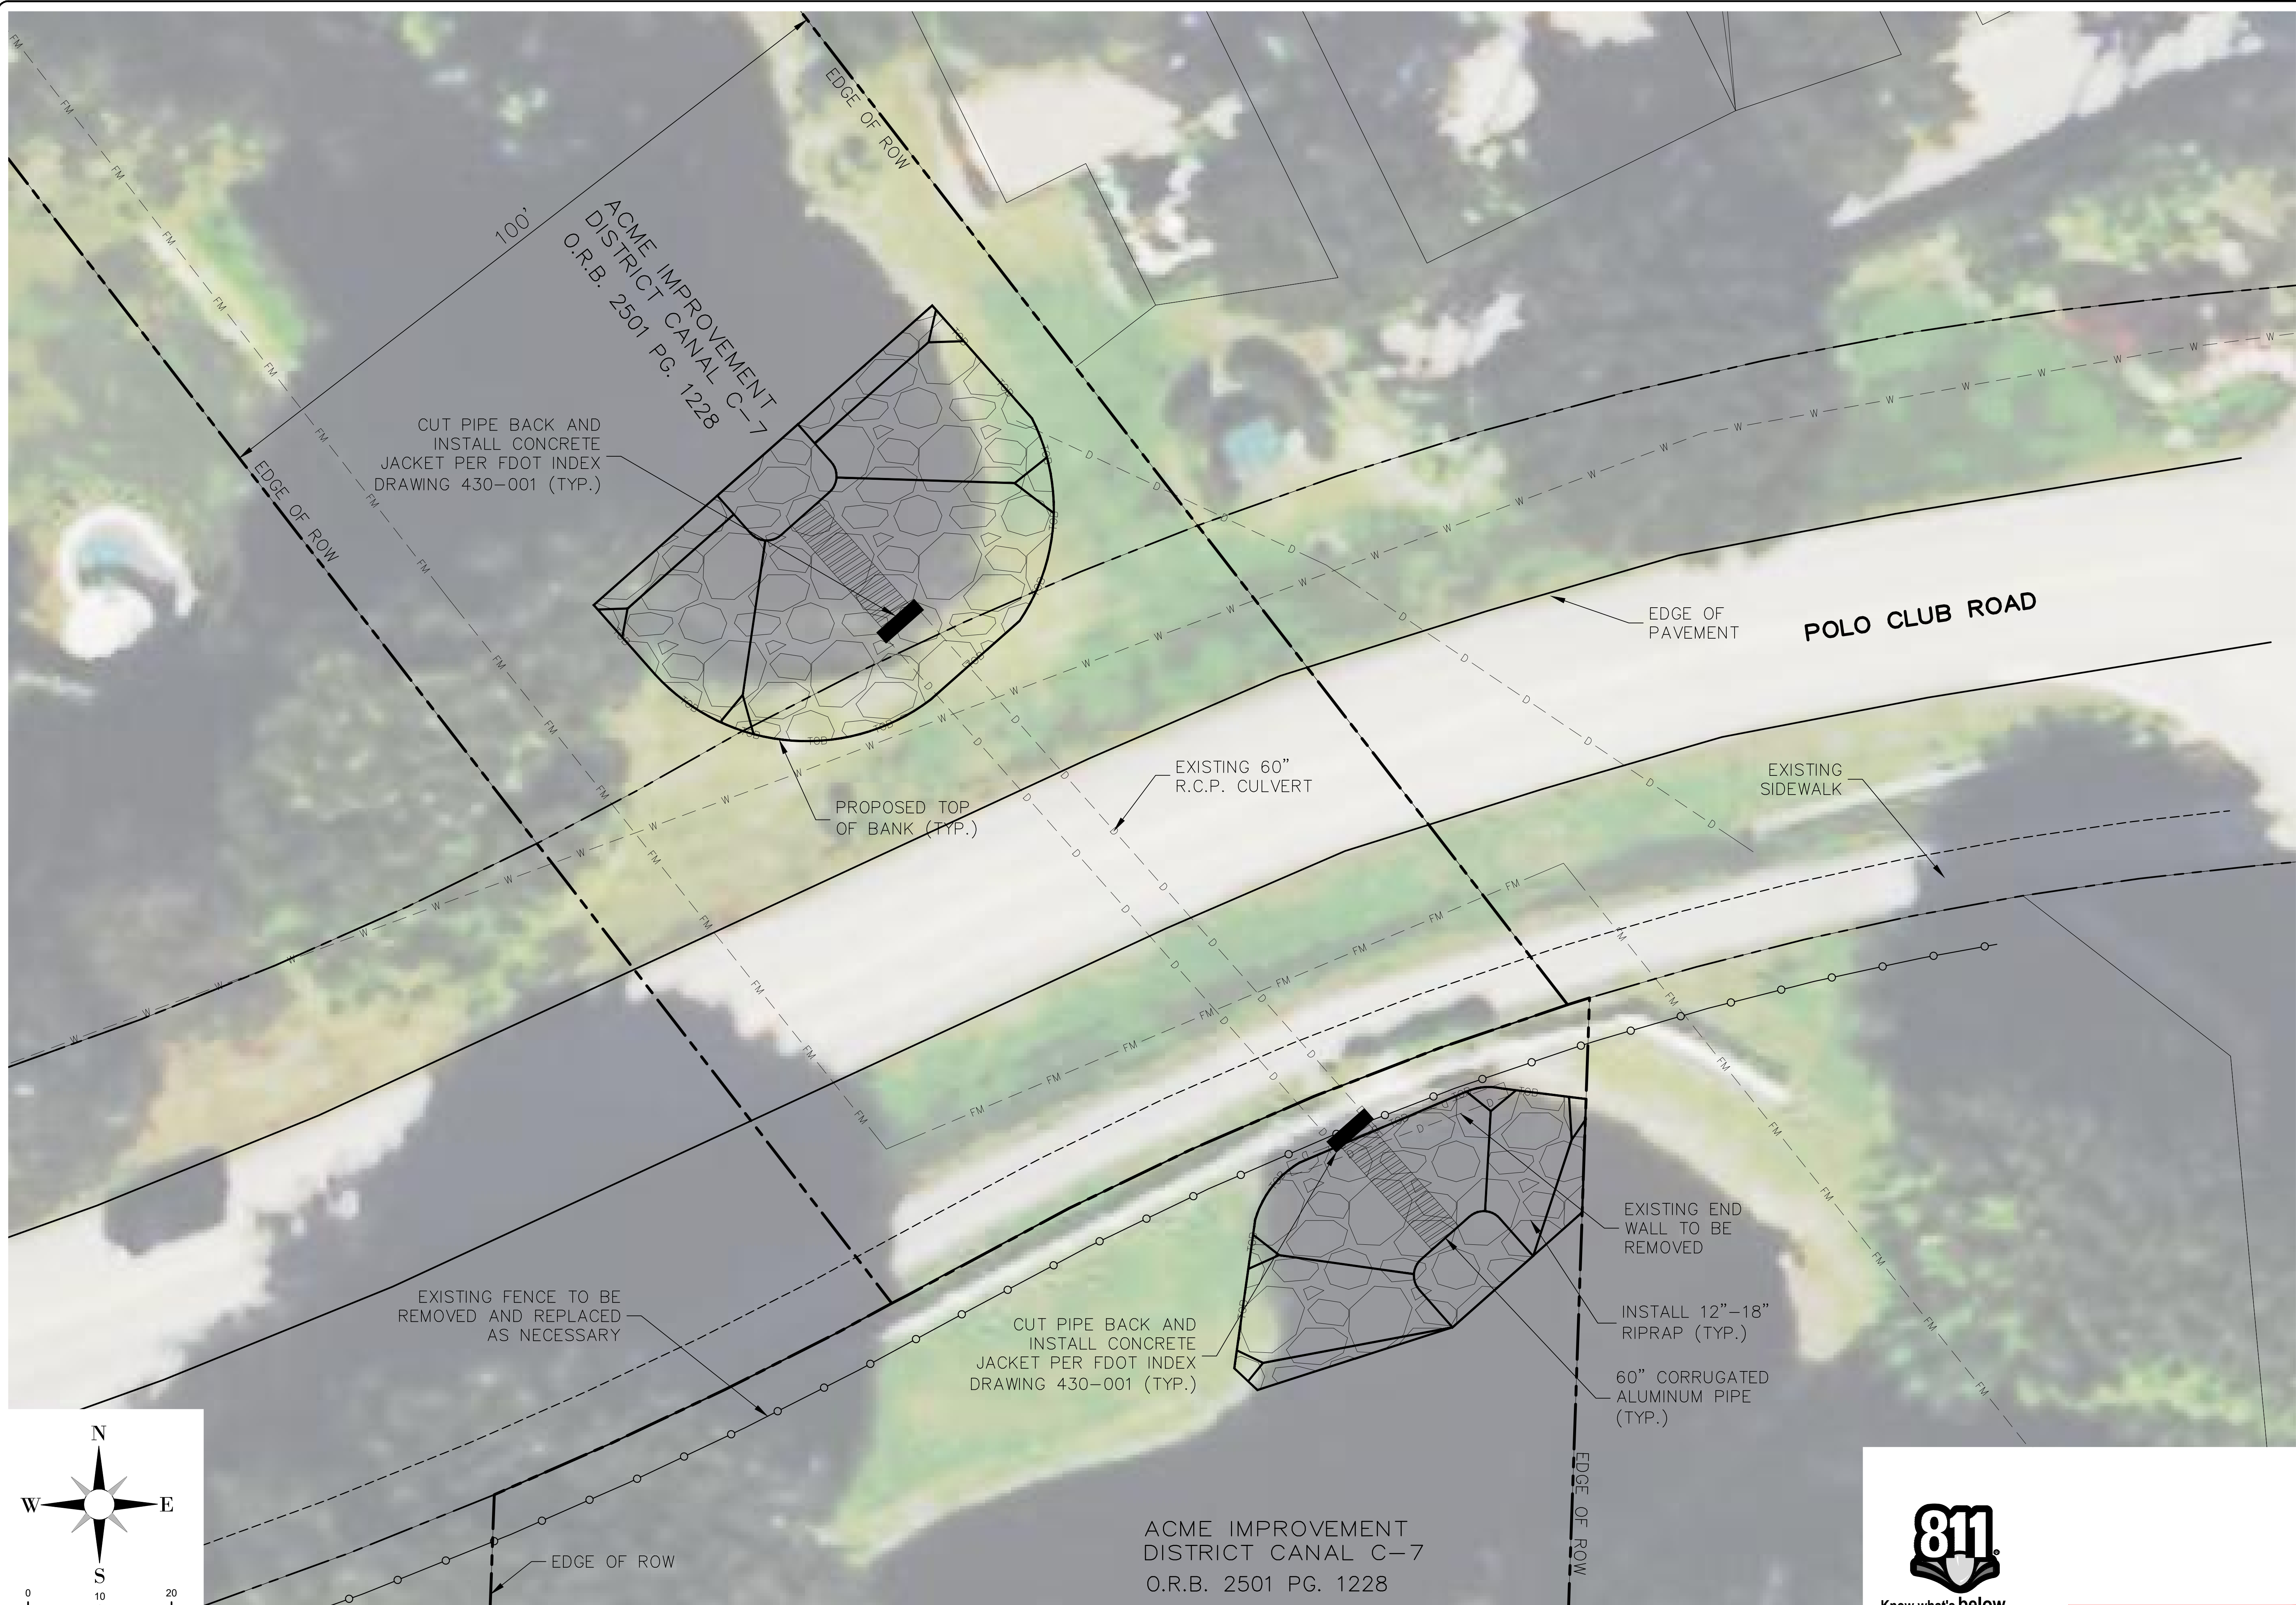 EDGE OF ROW
100'
ACME IMPROVEMENT
DISTRICT CANAL C-7
O.R.B. 2501 PG. 1228
CUT PIPE BACK AND
INSTALL CONCRETE
JACKET PER FDOT INDEX
DRAWING 430-001 (TYP.)
EDGE OF ROW
EDGE OF
PAVEMENT
POLO CLUB ROAD
EXISTING 60"
R.C.P. CULVERT
EXISTING
SIDEWALK
PROPOSED TOP
OF BANK (TYP.)
EXISTING END
WALL TO BE
REMOVED
EXISTING FENCE TO BE
REMOVED AND REPLACED
AS NECESSARY
CUT PIPE BACK AND
INSTALL CONCRETE
JACKET PER FDOT INDEX
DRAWING 430-001 (TYP.)
INSTALL 12"-18"
RIPRAP (TYP.)
60" CORRUGATED
ALUMINUM PIPE
(TYP.)
EDGE OF ROW
EDGE OF ROW
ACME IMPROVEMENT
DISTRICT CANAL C-7
O.R.B. 2501 PG. 1228
N
W E
S
0 10 20
811
Know what's below